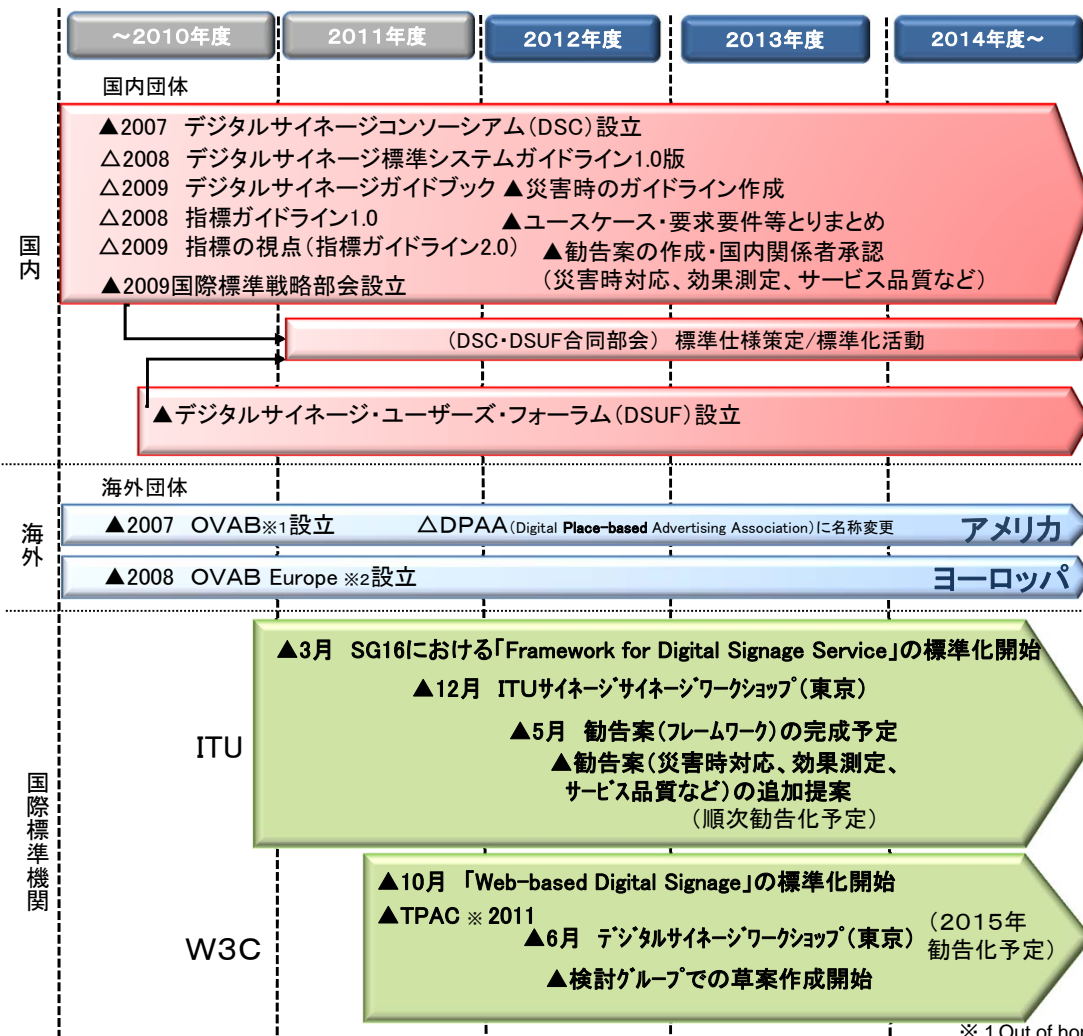 ～2010年度
2011年度
2012年度
2013年度
2014年度～
国内団体
▲2007 デジタルサイネージコンソーシアム(DSC)設立
△2008 デジタルサイネージ標準システムガイドライン1.0版
△2009 デジタルサイネージガイドブック ▲災害時のガイドライン作成
△2008 指標ガイドライン1.0
▲ユースケース・要求要件等とりまとめ
△2009 指標の視点(指標ガイドライン2.0)
▲勧告案の作成・国内関係者承認
(災害時対応、効果測定、サービス品質など)
▲2009国際標準戦略部会設立
国内
(DSC・DSUF合同部会) 標準仕様策定/標準化活動
▲デジタルサイネージ・ユーザーズ・フォーラム(DSUF)設立
海外団体
海外
▲2007 OVAB※1設立 △DPAA(Digital Place-based Advertising Association)に名称変更 アメリカ
▲2008 OVAB Europe ※2設立 ヨーロッパ
国際標準機関
ITU
▲3月 SG16における「Framework for Digital Signage Service」の標準化開始
▲12月 ITUサイネージサイネージワークショップ(東京)
▲5月 勧告案(フレームワーク)の完成予定
▲勧告案(災害時対応、効果測定、
サービス品質など)の追加提案
(順次勧告化予定)
W3C
▲10月 「Web-based Digital Signage」の標準化開始
▲TPAC ※ 2011
▲6月 デジタルサイネージワークショップ(東京)
(2015年
勧告化予定)
▲検討グループでの草案作成開始
※ 1 Out of